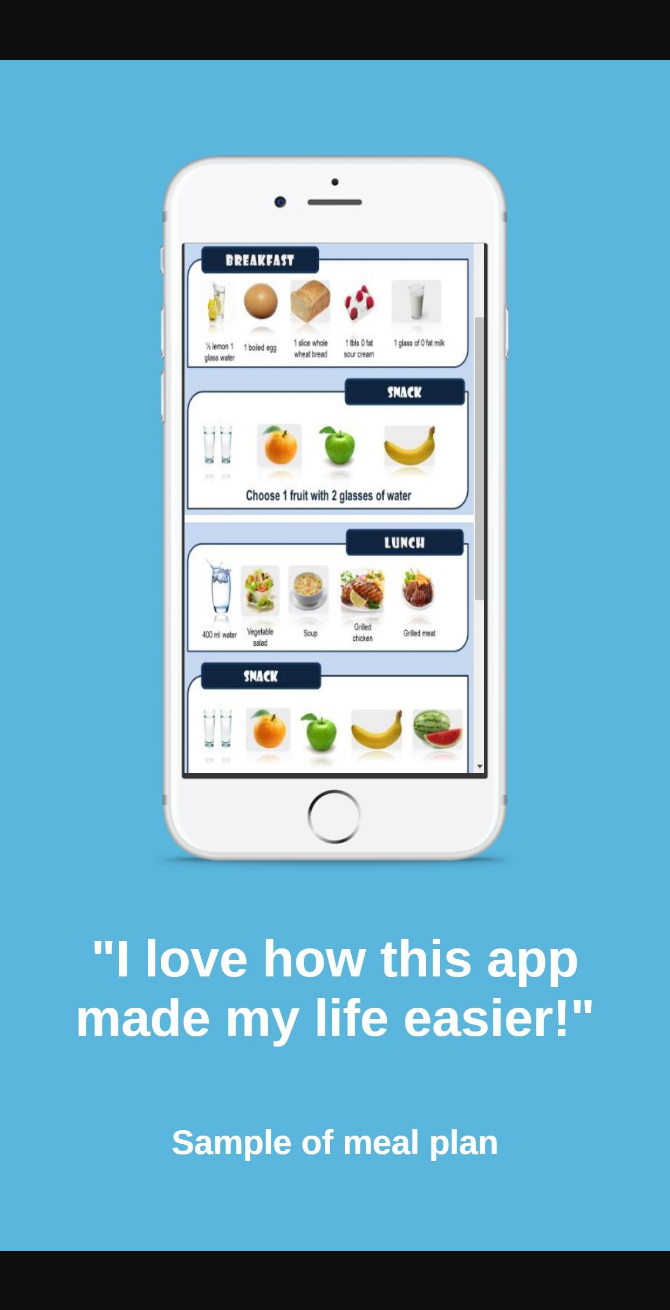 BREAKFAST
½ lemon 1
glass water
1 boiled egg
1 slice whole
wheat bread
1 tbls 0 fat
sour cream
1 glass of 0 fat milk
SNACK
Choose 1 fruit with 2 glasses of water
LUNCH
400 ml water
Vegetable
salad
Soup
Grilled
chicken
Grilled meat
SNACK
"I love how this app
made my life easier!"
Sample of meal plan